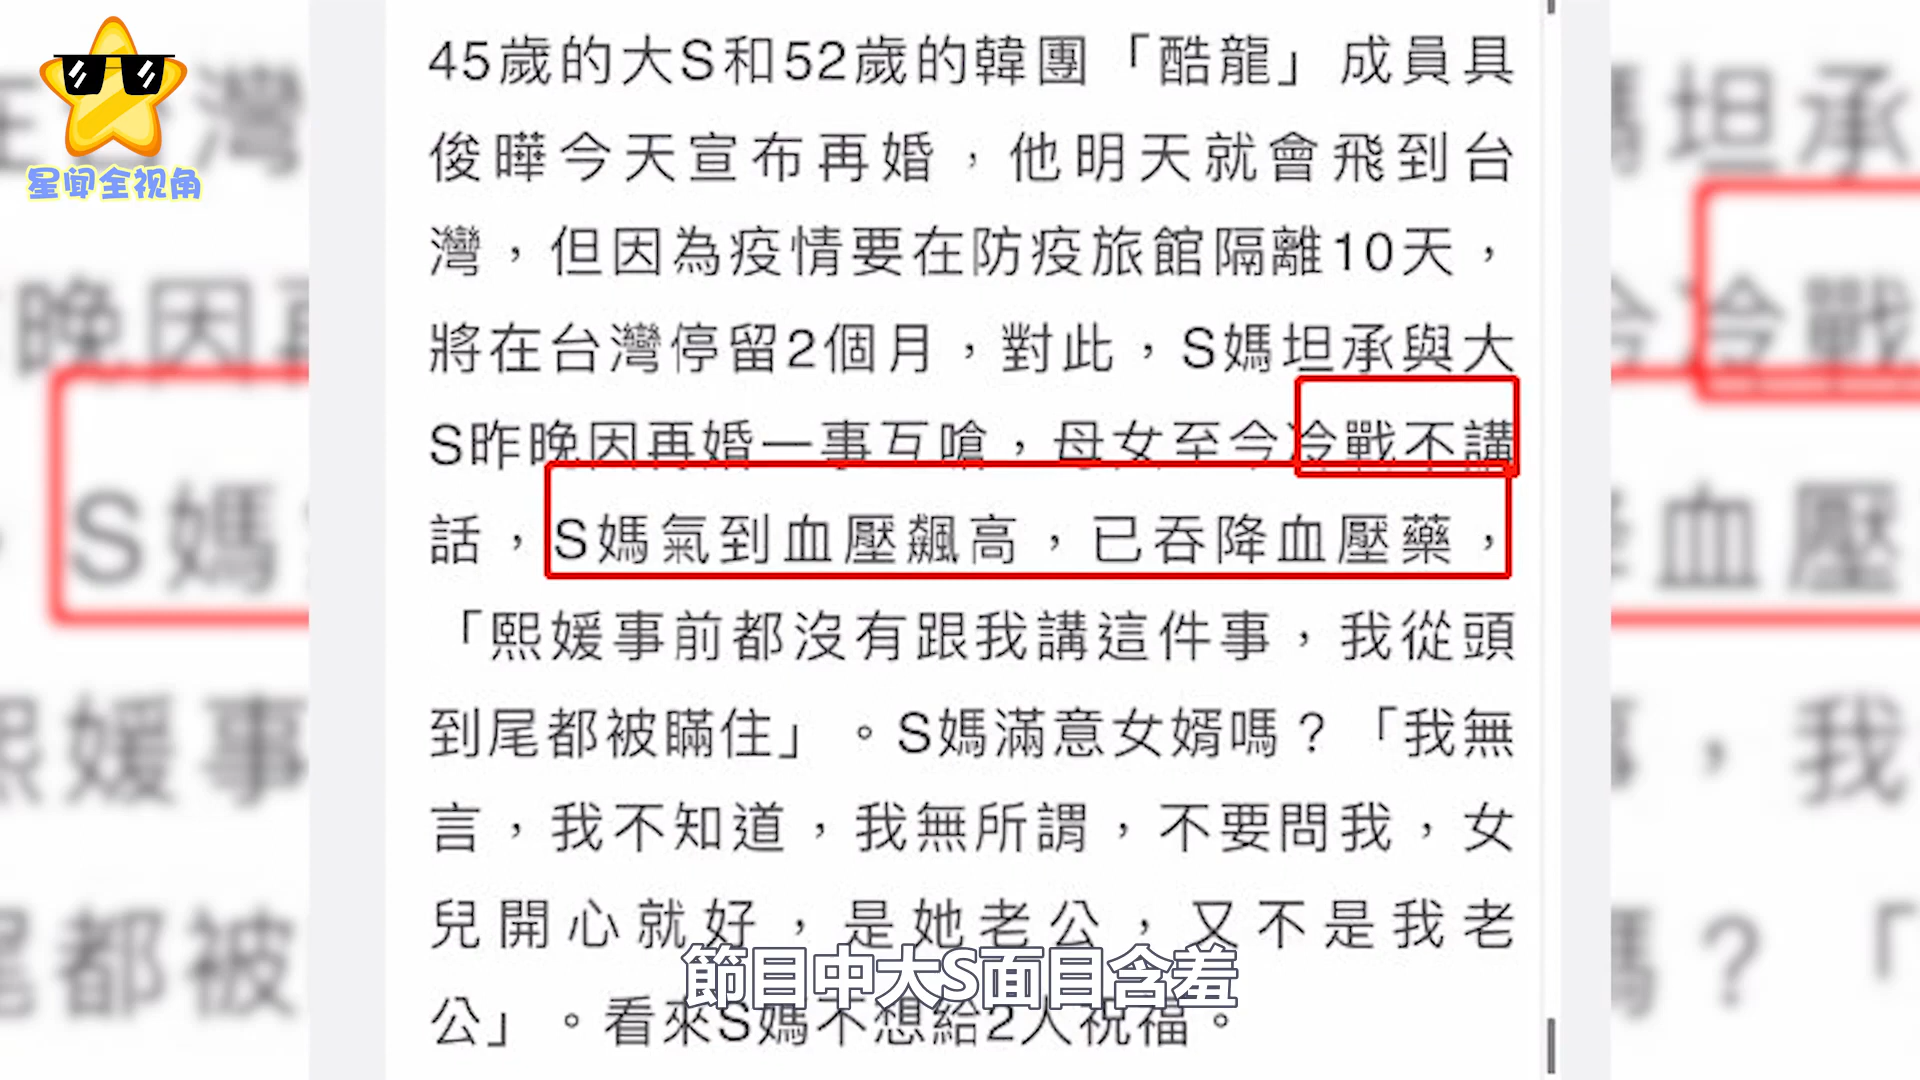 星闻全视角
45歲的大S和52歲的韓團「酷龍」成員具
俊曄今天宣布再婚，他明天就會飛到台
灣，但因為疫情要在防疫旅館隔離10天，
將在台灣停留2個月，對此，S媽坦承與大
S昨晚因再婚一事互嗆，母女至今冷戰不講
話，S媽氣到血壓飆高，已吞降血壓藥，
「熙媛事前都沒有跟我講這件事，我從頭
到尾都被瞞住」。S媽滿意女婿嗎？「我無
言，我不知道，我無所謂，不要問我，女
兒開心就好，是她老公，又不是我老
公」。看來S媽不想給2人祝福。
節目中大S面目含羞